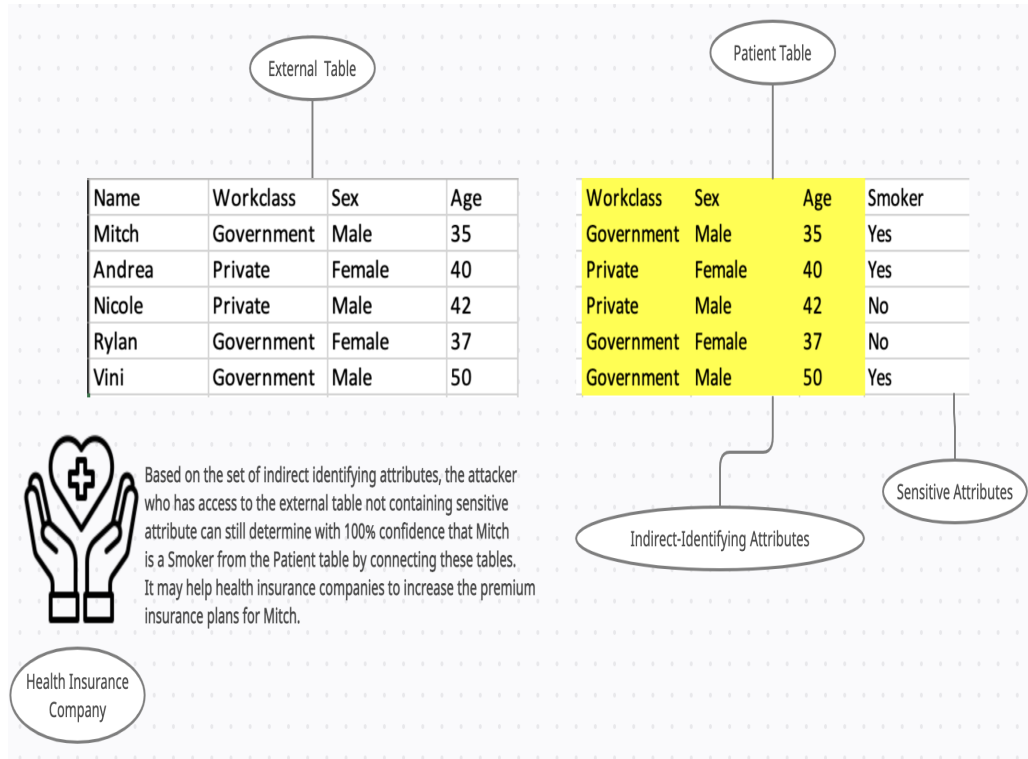 External Table
Patient Table
Name Workclass Sex Age
Mitch Government Male 35
Andrea Private Female 40
Nicole Private Male 42
Rylan Government Female 37
Vini Government Male 50
Workclass Sex Age Smoker
Government Male 35 Yes
Private Female 40 Yes
Private Male 42 No
Government Female 37 No
Government Male 50 Yes
Based on the set of indirect identifying attributes, the attacker
who has access to the external table not containing sensitive
attribute can still determine with 100% confidence that Mitch
is a Smoker from the Patient table by connecting these tables.
It may help health insurance companies to increase the premium
insurance plans for Mitch.
Sensitive Attributes
Indirect-Identifying Attributes
Health Insurance
Company